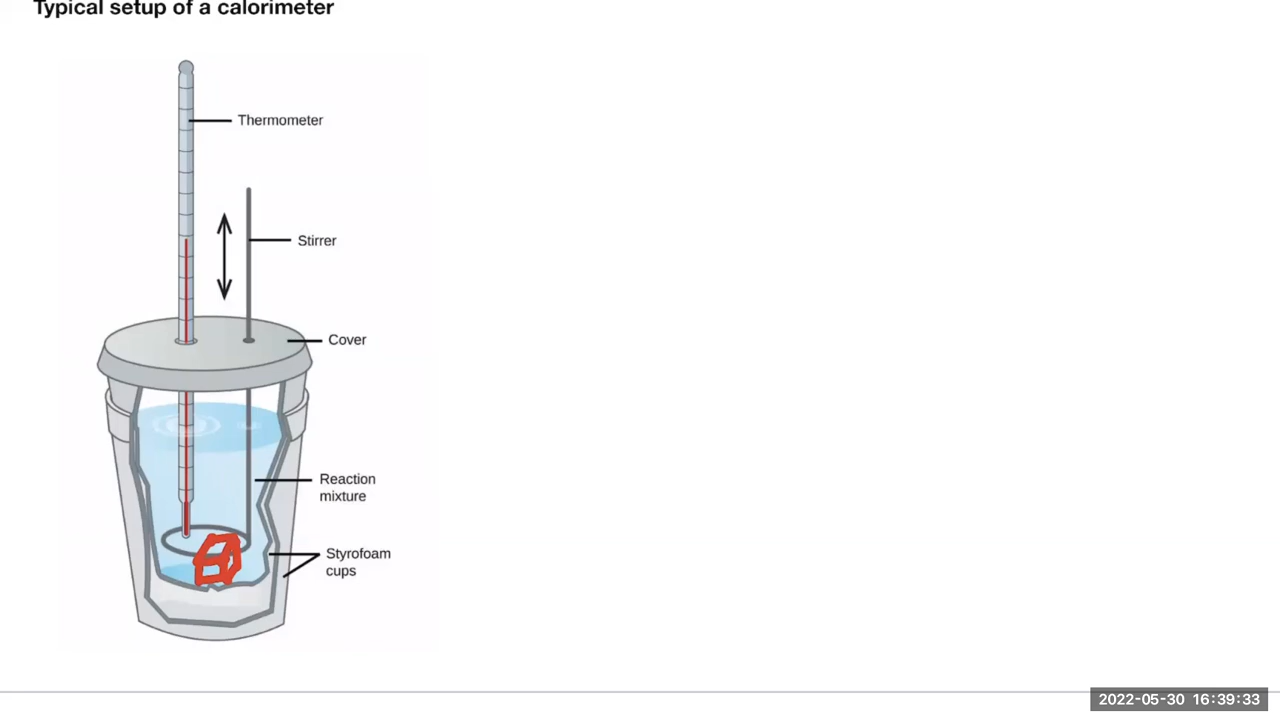 Typical setup of a calorimeter
Thermometer
Stirrer
Cover
Reaction
mixture
Styrofoam
cups
2022-05-30 16:39:33